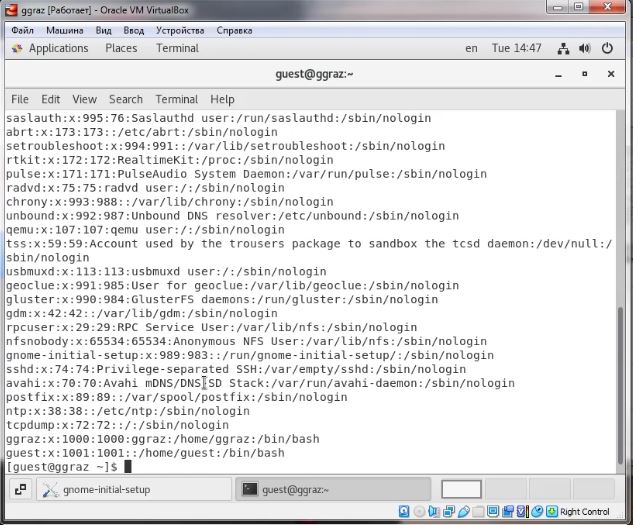 ggraz [Работает] - Oracle VM VirtualBox
Файл Машина Вид Ввод Устройства Справка
Applications Places Terminal en Tue 14:47
guest@ggraz:~
File Edit View Search Terminal Help
saslauth:x:995:76:Saslauthd user:/run/saslauthd:/sbin/nologin
abrt:x:173:173::/etc/abrt:/sbin/nologin
setroubleshoot:x:994:991::/var/lib/setroubleshoot:/sbin/nologin
rtkit:x:172:172:RealtimeKit:/proc:/sbin/nologin
pulse:x:171:171:PulseAudio System Daemon:/var/run/pulse:/sbin/nologin
radvd:x:75:75:radvd user:/:/sbin/nologin
chrony:x:993:988::/var/lib/chrony:/sbin/nologin
unbound:x:992:987:Unbound DNS resolver:/etc/unbound:/sbin/nologin
qemu:x:107:107:qemu user:/:/sbin/nologin
tss:x:59:59:Account used by the trousers package to sandbox the tcsd daemon:/dev/null:/
sbin/nologin
usbmuxd:x:113:113:usbmuxd user:/:/sbin/nologin
geoclue:x:991:985:User for geoclue:/var/lib/geoclue:/sbin/nologin
gluster:x:990:984:GlusterFS daemons:/run/gluster:/sbin/nologin
gdm:x:42:42::/var/lib/gdm:/sbin/nologin
rpcuser:x:29:29:RPC Service User:/var/lib/nfs:/sbin/nologin
nfsnobody:x:65534:65534:Anonymous NFS User:/var/lib/nfs:/sbin/nologin
gnome-initial-setup:x:989:983::/run/gnome-initial-setup/:/sbin/nologin
sshd:x:74:74:Privilege-separated SSH:/var/empty/sshd:/sbin/nologin
avahi:x:70:70:Avahi mDNS/DNS-SD Stack:/var/run/avahi-daemon:/sbin/nologin
postfix:x:89:89::/var/spool/postfix:/sbin/nologin
ntp:x:38:38::/etc/ntp:/sbin/nologin
tcpdump:x:72:72::/:/sbin/nologin
ggraz:x:1000:1000:ggraz:/home/ggraz:/bin/bash
guest:x:1001:1001::/home/guest:/bin/bash
[guest@ggraz ~]$
gnome-initial-setup guest@ggraz:~
Right Control